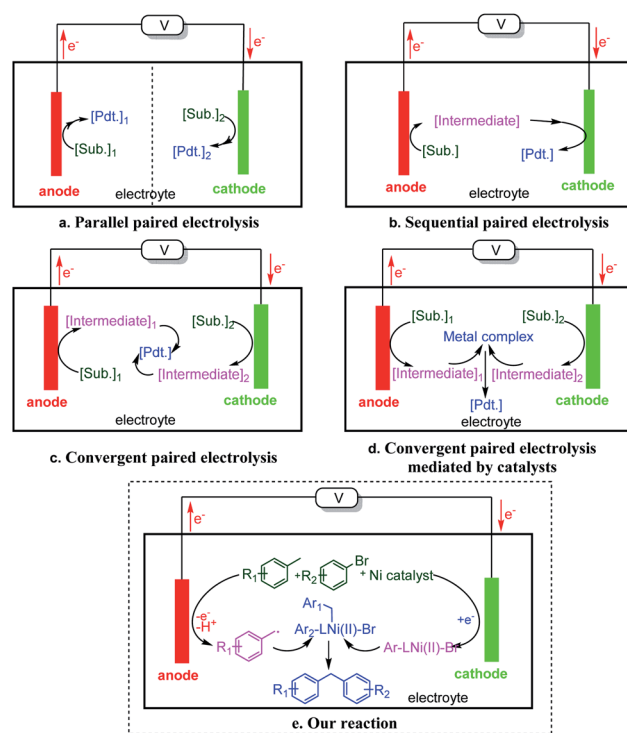 V
e⁻ e⁻
[Pdt.]₁ [Sub.]₂
[Sub.]₁ [Pdt.]₂
anode electroyte cathode
a. Parallel paired electrolysis
V
e⁻ e⁻
[Intermediate]
[Sub.] [Pdt.]
anode electroyte cathode
b. Sequential paired electrolysis
V
e⁻ e⁻
[Intermediate]₁ [Sub.]₂
[Pdt.]
[Sub.]₁ [Intermediate]₂
anode electroyte cathode
c. Convergent paired electrolysis
V
e⁻ e⁻
[Sub.]₁ [Sub.]₂
Metal complex
[Intermediate]₁ [Intermediate]₂
[Pdt.]
anode electroyte cathode
d. Convergent paired electrolysis
mediated by catalysts
V
e⁻ e⁻
R₁ + R₂ Br + Ni catalyst
-e⁻ Ar₁ +e⁻
-H⁺ Ar₂-LNi(II)-Br
R₁ Ar-LNi(II)-Br
R₁ R₂
anode electroyte cathode
e. Our reaction